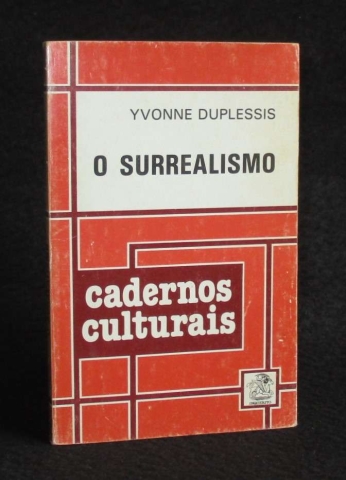 YVONNE DUPLESSIS
O SURREALISMO
cadernos
culturais